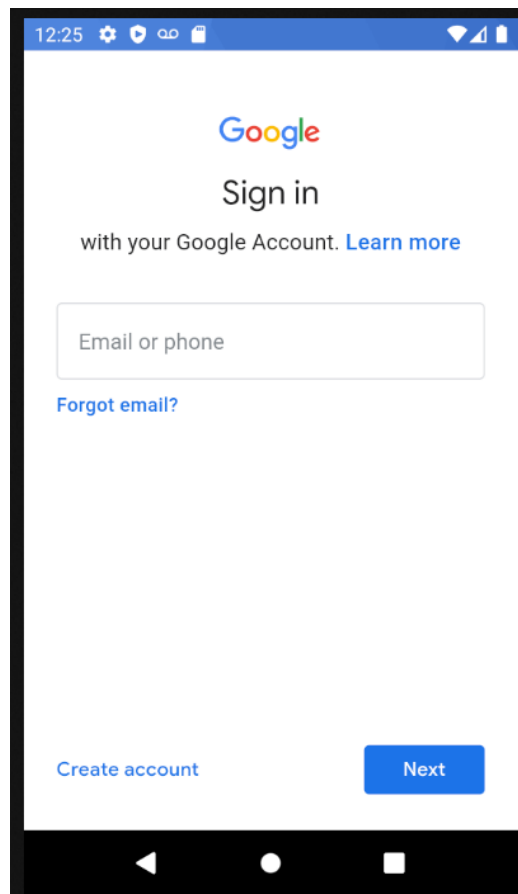 12:25
Google
Sign in
with your Google Account. Learn more
Email or phone
Forgot email?
Create account
Next